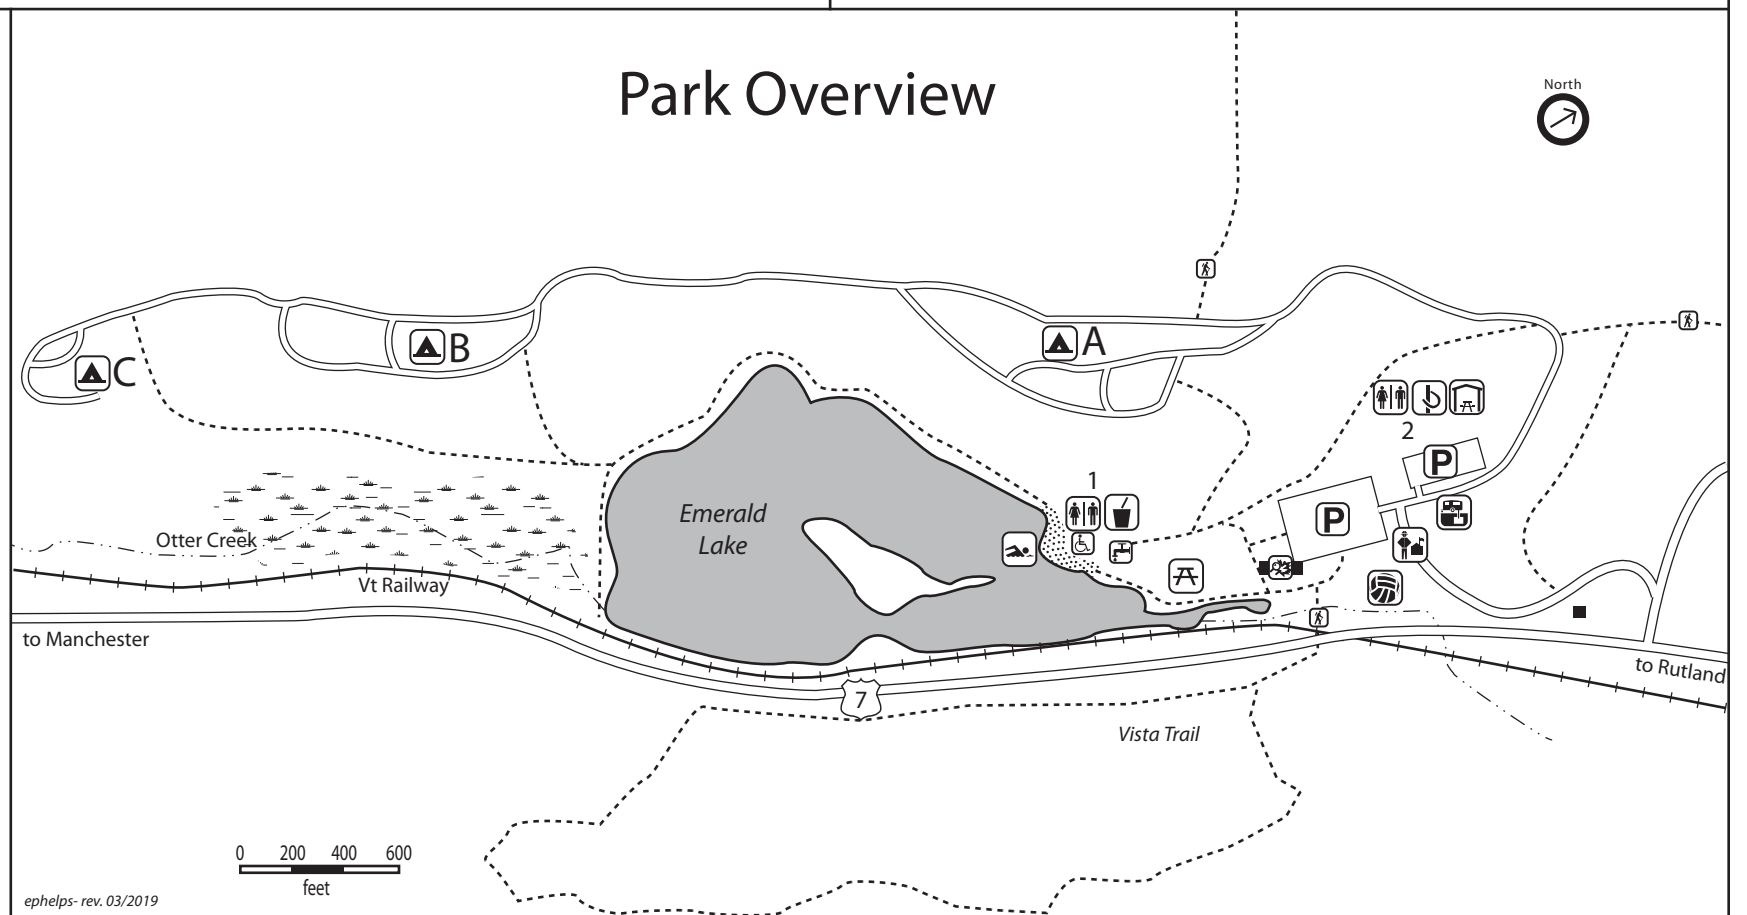 Park Overview
North
A
B
C
2
P
1
P
Emerald
Lake
Otter Creek
Vt Railway
to Manchester
to Rutland
7
Vista Trail
0 200 400 600
feet
ephelps- rev. 03/2019